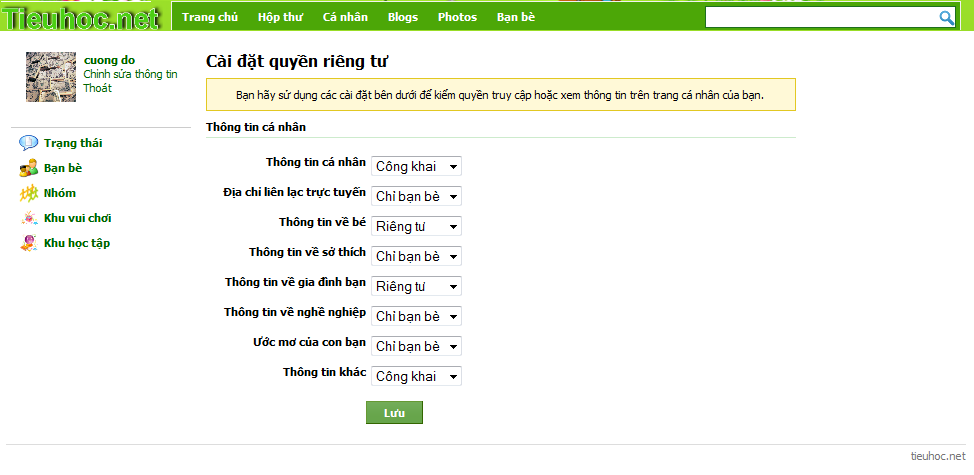 Tieuhoc.net
Trang chủ Hộp thư Cá nhân Blogs Photos Bạn bè
cuong do
Chỉnh sửa thông tin
Thoát
Trạng thái
Bạn bè
Nhóm
Khu vui chơi
Khu học tập
Cài đặt quyền riêng tư
Bạn hãy sử dụng các cài đặt bên dưới để kiểm quyền truy cập hoặc xem thông tin trên trang cá nhân của bạn.
Thông tin cá nhân
Thông tin cá nhân Công khai
Địa chỉ liên lạc trực tuyến Chỉ bạn bè
Thông tin về bé Riêng tư
Thông tin về sở thích Chỉ bạn bè
Thông tin về gia đình bạn Riêng tư
Thông tin về nghề nghiệp Chỉ bạn bè
Ước mơ của con bạn Chỉ bạn bè
Thông tin khác Công khai
Lưu
tieuhoc.net